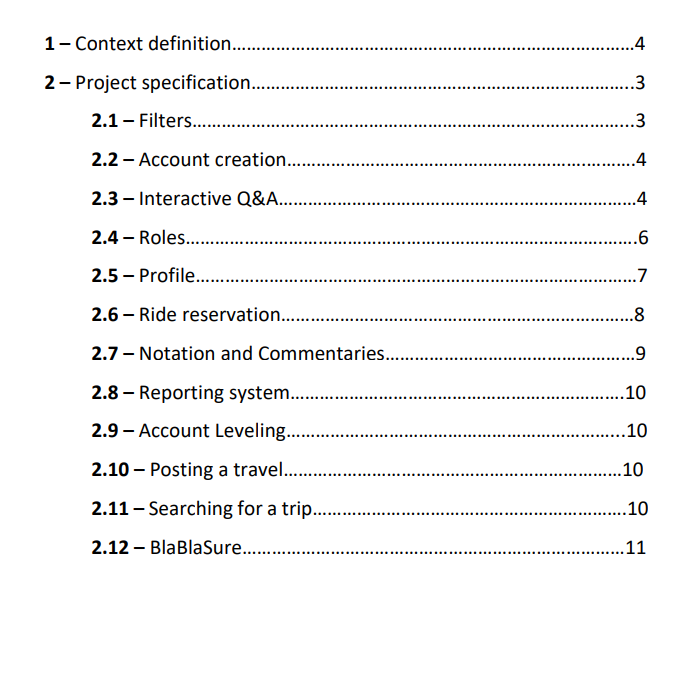 1 – Context definition……………………………………………………………………………4
2 – Project specification…………………………………………………………………………3
2.1 – Filters……………………………………………………………………………………3
2.2 – Account creation…………………………………………………………………4
2.3 – Interactive Q&A……………………………………………………………………4
2.4 – Roles………………………………………………………………………………………6
2.5 – Profile……………………………………………………………………………………7
2.6 – Ride reservation……………………………………………………………………8
2.7 – Notation and Commentaries………………………………………………9
2.8 – Reporting system…………………………………………………………………10
2.9 – Account Leveling…………………………………………………………………10
2.10 – Posting a travel…………………………………………………………………10
2.11 – Searching for a trip……………………………………………………………10
2.12 – BlaBlaSure…………………………………………………………………………11